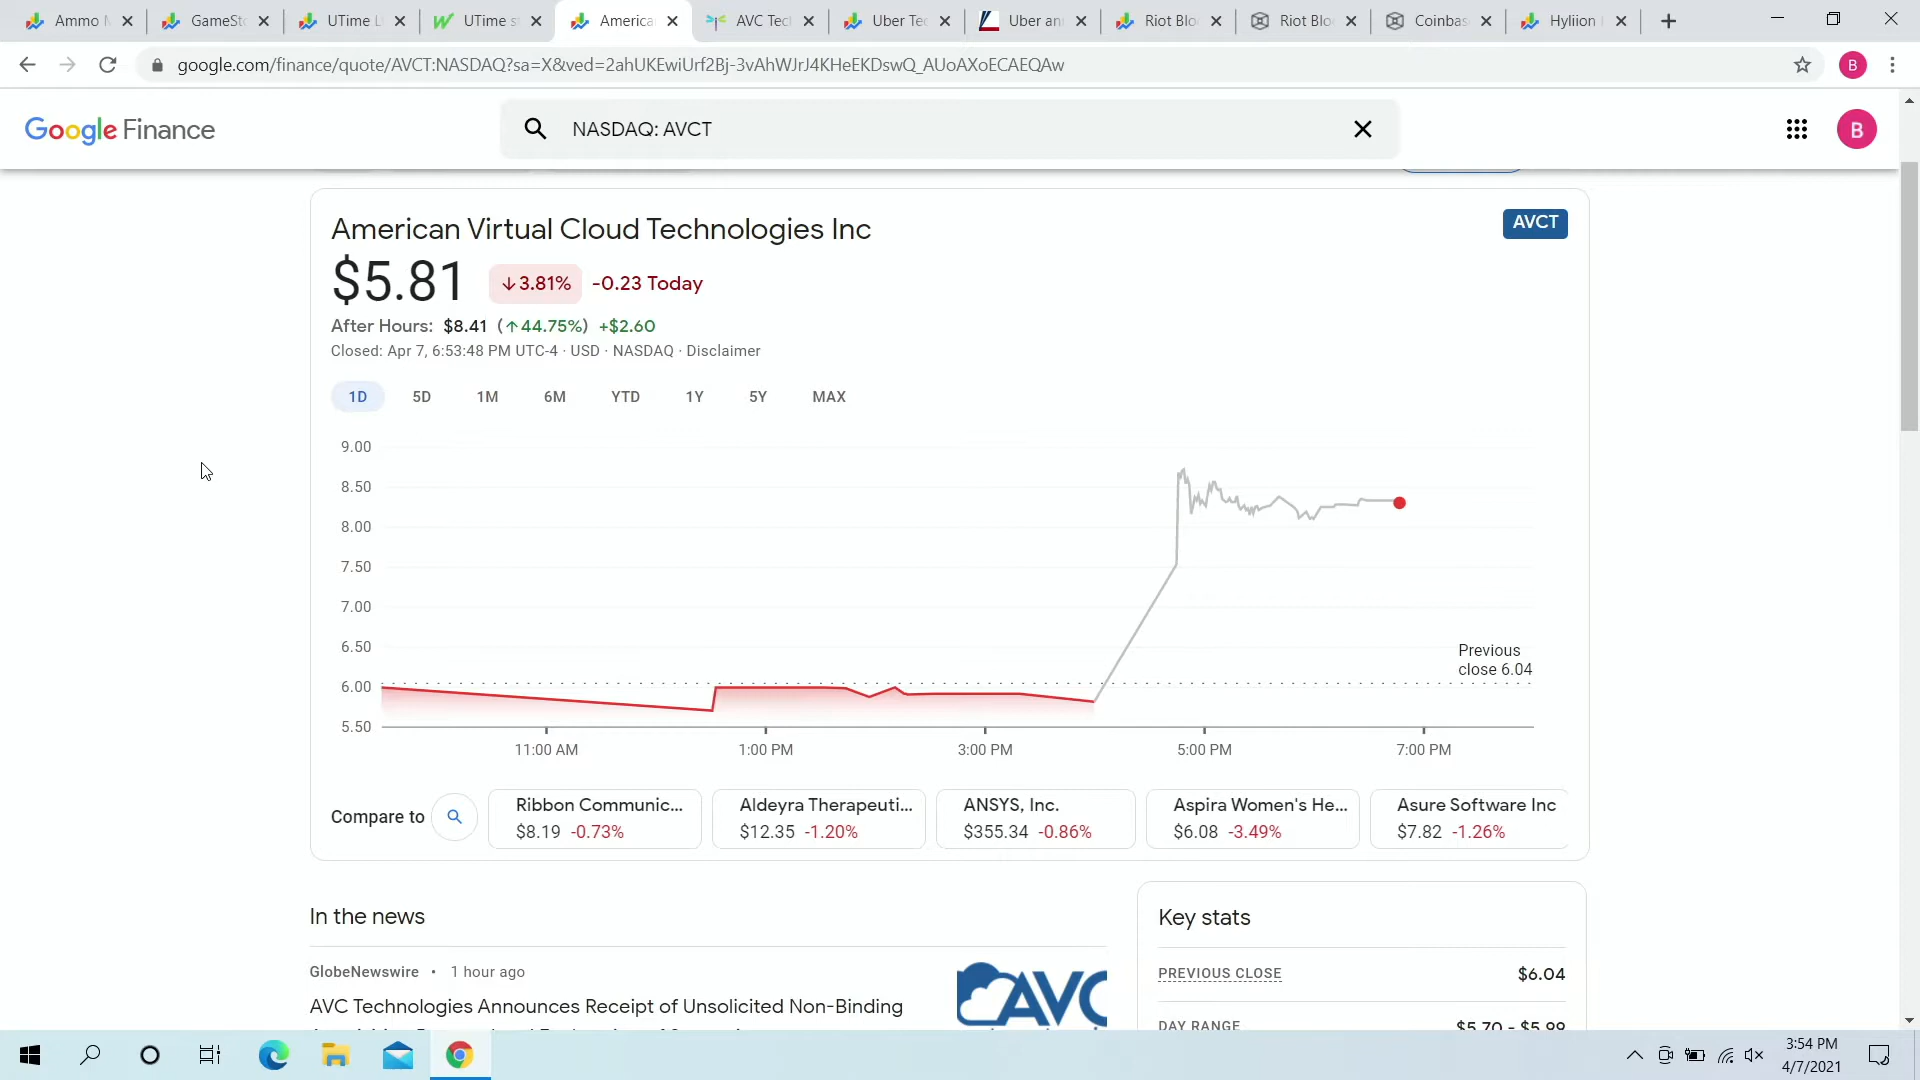 Ammo M
GameSto
UTime L
UTime s
America
AVC Tec
Uber Tec
Uber an
Riot Blo
Riot Blo
Coinbas
Hyliion
google.com/finance/quote/AVCT:NASDAQ?sa=X&ved=2ahUKEwiUrf2Bj-3vAhWJrJ4KHeEKDswQ_AUoAXoECAEQAw
B
Google Finance
NASDAQ: AVCT
B
American Virtual Cloud Technologies Inc
AVCT
$5.81 ↓3.81% -0.23 Today
After Hours: $8.41 (↑44.75%) +$2.60
Closed: Apr 7, 6:53:48 PM UTC-4 · USD · NASDAQ · Disclaimer
1D 5D 1M 6M YTD 1Y 5Y MAX
9.00
8.50
8.00
7.50
7.00
6.50
6.00
5.50
Previous
close 6.04
11:00 AM 1:00 PM 3:00 PM 5:00 PM 7:00 PM
Compare to
Ribbon Communic...
$8.19 -0.73%
Aldeyra Therapeuti...
$12.35 -1.20%
ANSYS, Inc.
$355.34 -0.86%
Aspira Women's He...
$6.08 -3.49%
Asure Software Inc
$7.82 -1.26%
In the news
GlobeNewswire • 1 hour ago
AVC Technologies Announces Receipt of Unsolicited Non-Binding
AVC
Key stats
PREVIOUS CLOSE $6.04
DAY RANGE $5.70 - $5.99
3:54 PM
4/7/2021